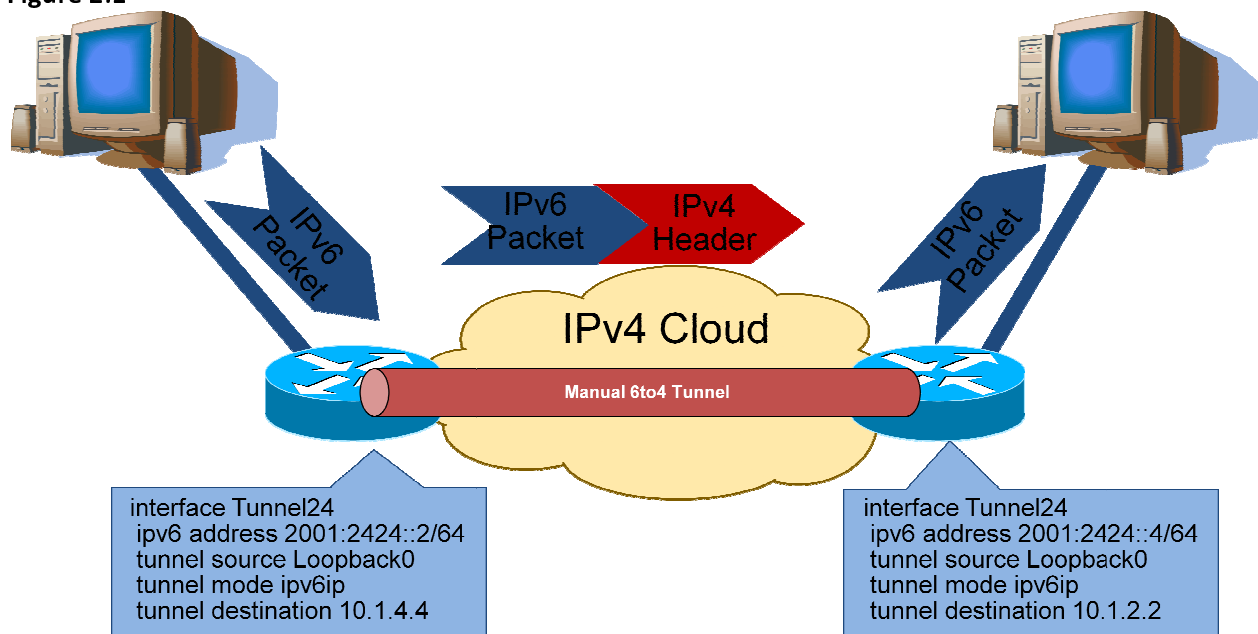 IPv6
Packet
IPv6
Packet
IPv4
Header
IPv6
Packet
IPv4 Cloud
Manual 6to4 Tunnel
interface Tunnel24
ipv6 address 2001:2424::2/64
tunnel source Loopback0
tunnel mode ipv6ip
tunnel destination 10.1.4.4
interface Tunnel24
ipv6 address 2001:2424::4/64
tunnel source Loopback0
tunnel mode ipv6ip
tunnel destination 10.1.2.2